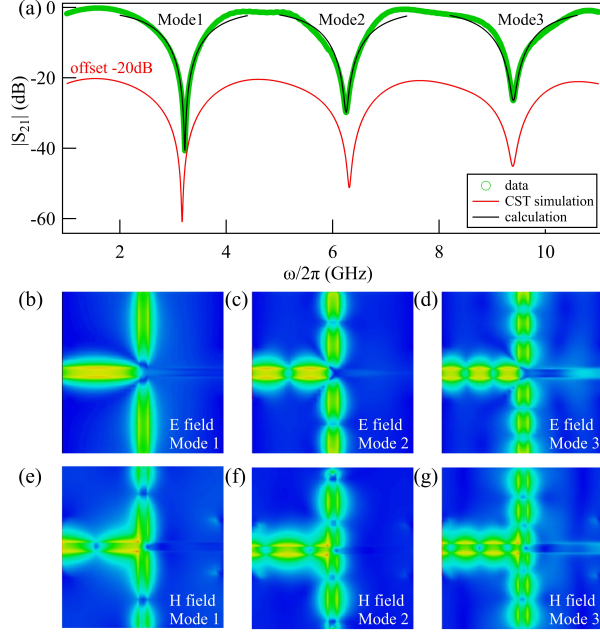 (a)
0
-20
-40
-60
|S21| (dB)
Mode1
Mode2
Mode3
offset -20dB
data
CST simulation
calculation
2
4
6
8
10
ω/2π (GHz)
(b)
E field
Mode 1
(c)
E field
Mode 2
(d)
E field
Mode 3
(e)
H field
Mode 1
(f)
H field
Mode 2
(g)
H field
Mode 3